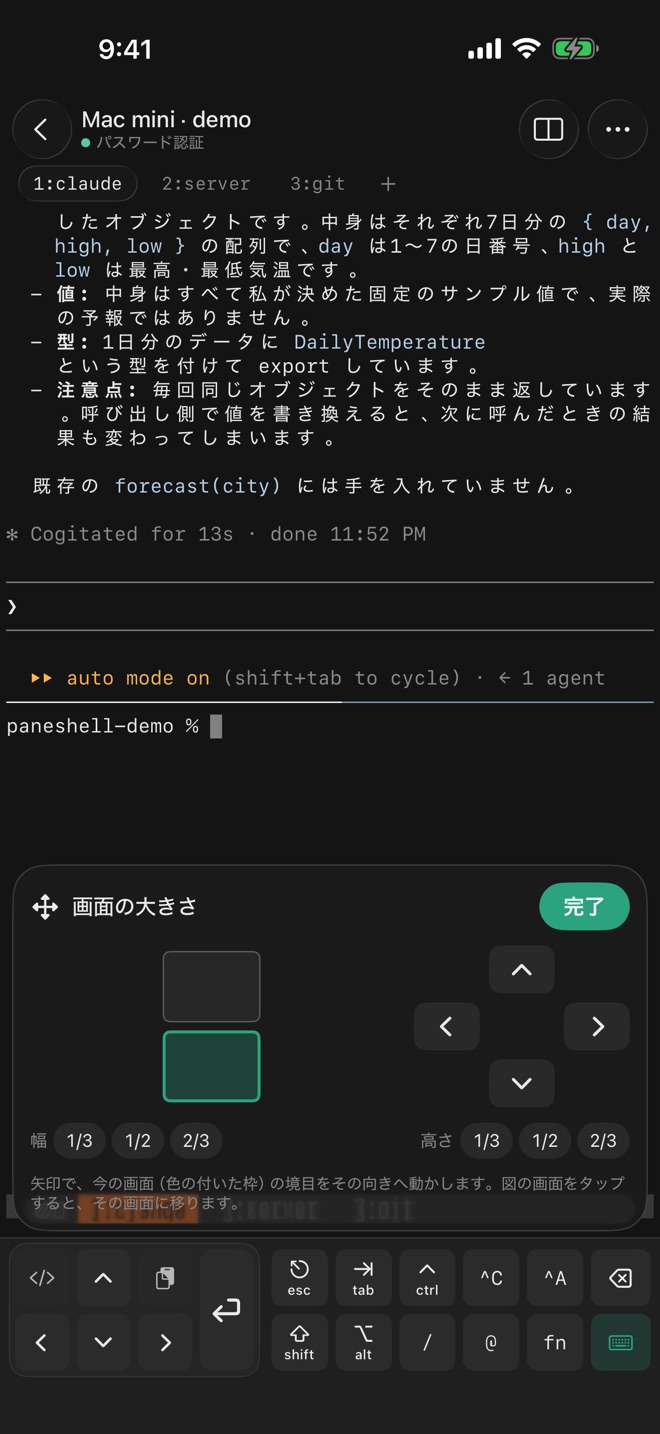 9:41
Mac mini · demo
パスワード認証
1:claude 2:server 3:git +
したオブジェクトです。中身はそれぞれ7日分の { day,
high, low } の配列で、day は1〜7の日番号、high と
low は最高・最低気温です。
- 値: 中身はすべて私が決めた固定のサンプル値で、実際
の予報ではありません。
- 型: 1日分のデータに DailyTemperature
という型を付けて export しています。
- 注意点: 毎回同じオブジェクトをそのまま返しています
。呼び出し側で値を書き換えると、次に呼んだときの結
果も変わってしまいます。
既存の forecast(city) には手を入れていません。
✻ Cogitated for 13s · done 11:52 PM
❯
⏵⏵ auto mode on (shift+tab to cycle) · ← 1 agent
paneshell-demo %
画面の大きさ
完了
幅 1/3 1/2 2/3 高さ 1/3 1/2 2/3
矢印で、今の画面（色の付いた枠）の境目をその向きへ動かします。図の画面をタップ
すると、その画面に移ります。
</> esc tab ctrl ^C ^A
shift alt / @ fn